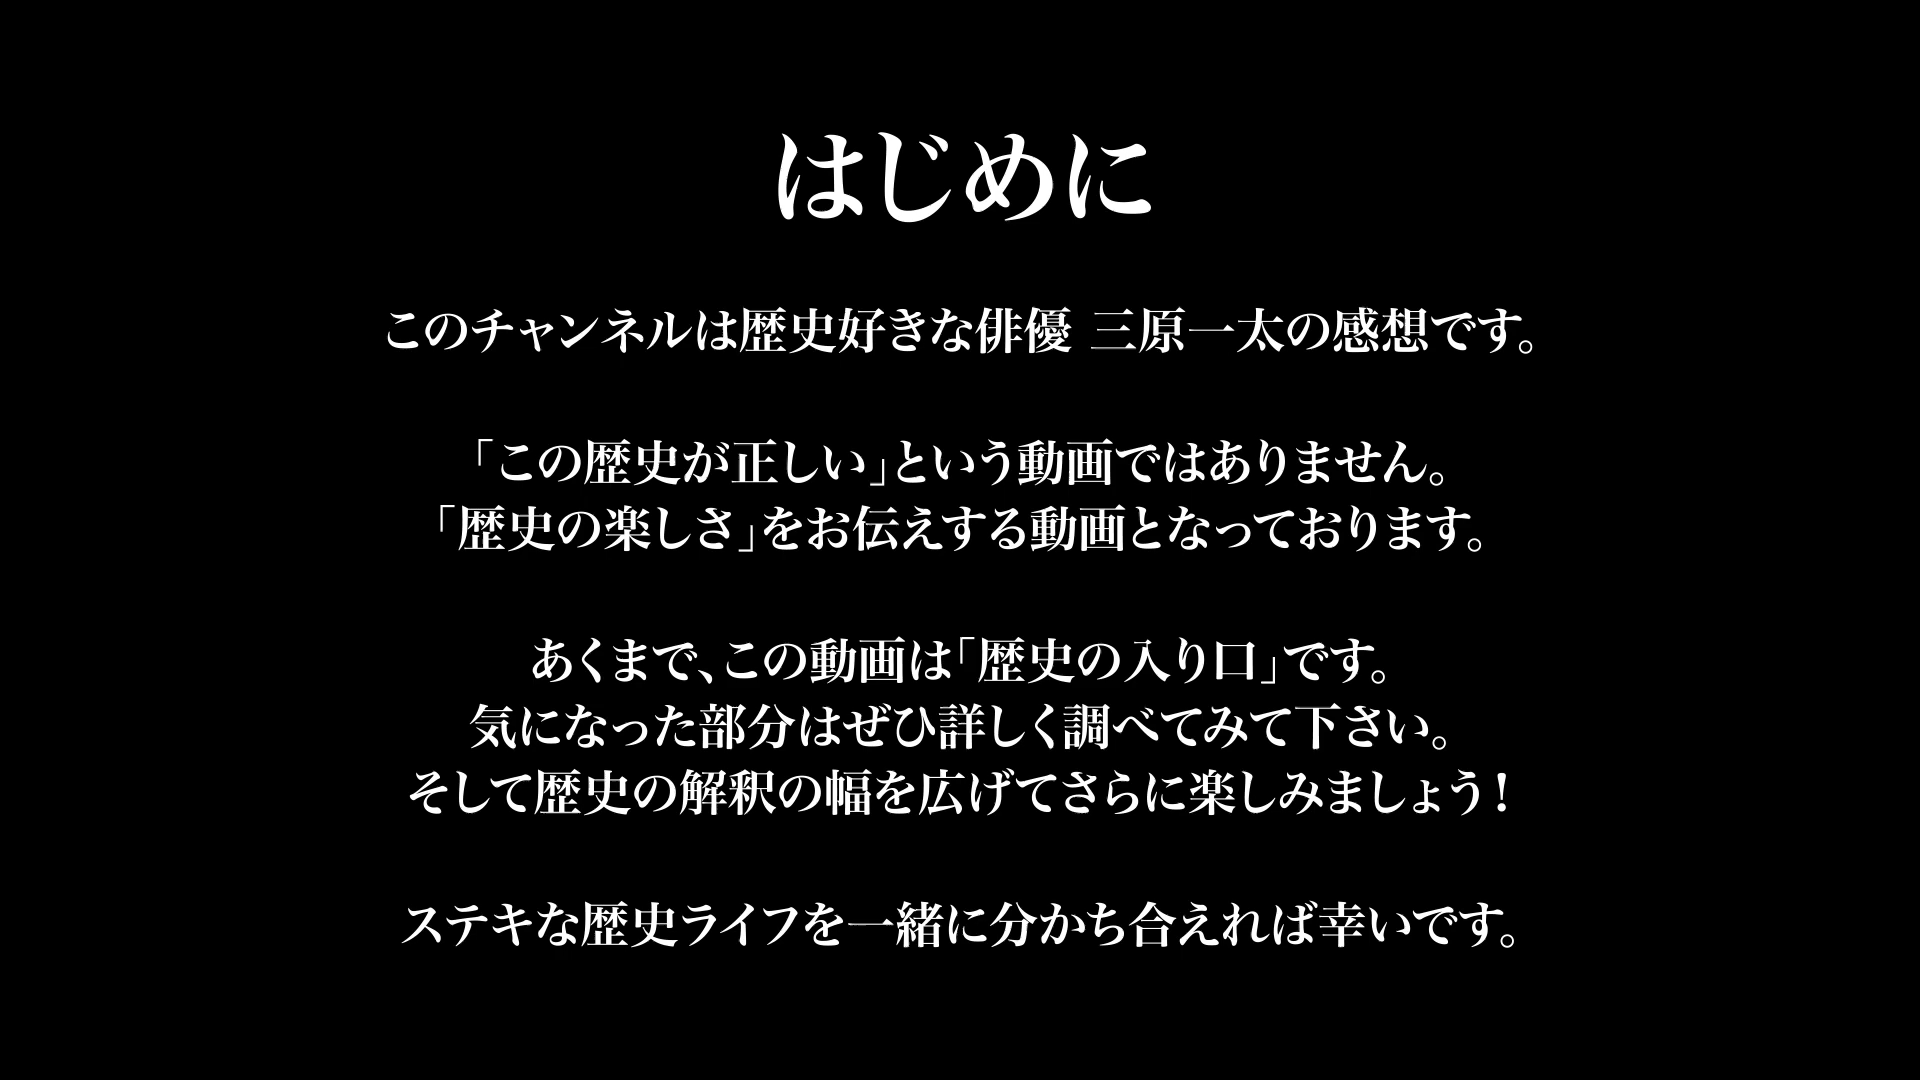 はじめに
このチャンネルは歴史好きな俳優 三原一太の感想です。
「この歴史が正しい」という動画ではありません。
「歴史の楽しさ」をお伝えする動画となっております。
あくまで、この動画は「歴史の入り口」です。
気になった部分はぜひ詳しく調べてみて下さい。
そして歴史の解釈の幅を広げてさらに楽しみましょう！
ステキな歴史ライフを一緒に分かち合えれば幸いです。